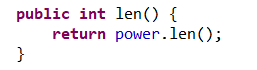 public int len() {
    return power.len();
}